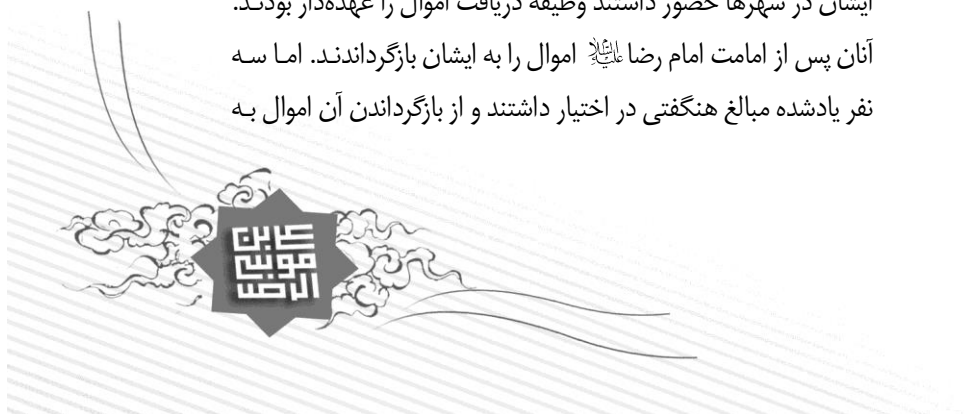 ایشان در شهرها حضور داشتند وظیفه دریافت اموال را عهده‌دار بودند.
آنان پس از امامت امام رضا علیه‌السلام اموال را به ایشان بازگرداندند. اما سه
نفر یادشده مبالغ هنگفتی در اختیار داشتند و از بازگرداندن آن اموال به